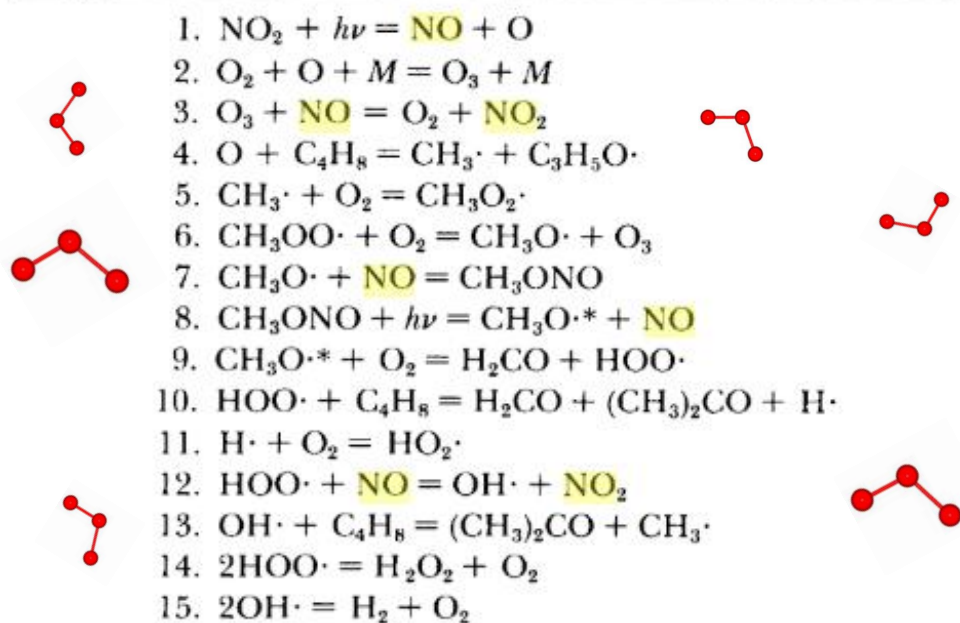 1. NO₂ + hν = NO + O
2. O₂ + O + M = O₃ + M
3. O₃ + NO = O₂ + NO₂
4. O + C₄H₈ = CH₃· + C₃H₅O·
5. CH₃· + O₂ = CH₃O₂·
6. CH₃OO· + O₂ = CH₃O· + O₃
7. CH₃O· + NO = CH₃ONO
8. CH₃ONO + hν = CH₃O·* + NO
9. CH₃O·* + O₂ = H₂CO + HOO·
10. HOO· + C₄H₈ = H₂CO + (CH₃)₂CO + H·
11. H· + O₂ = HO₂·
12. HOO· + NO = OH· + NO₂
13. OH· + C₄H₈ = (CH₃)₂CO + CH₃·
14. 2HOO· = H₂O₂ + O₂
15. 2OH· = H₂ + O₂